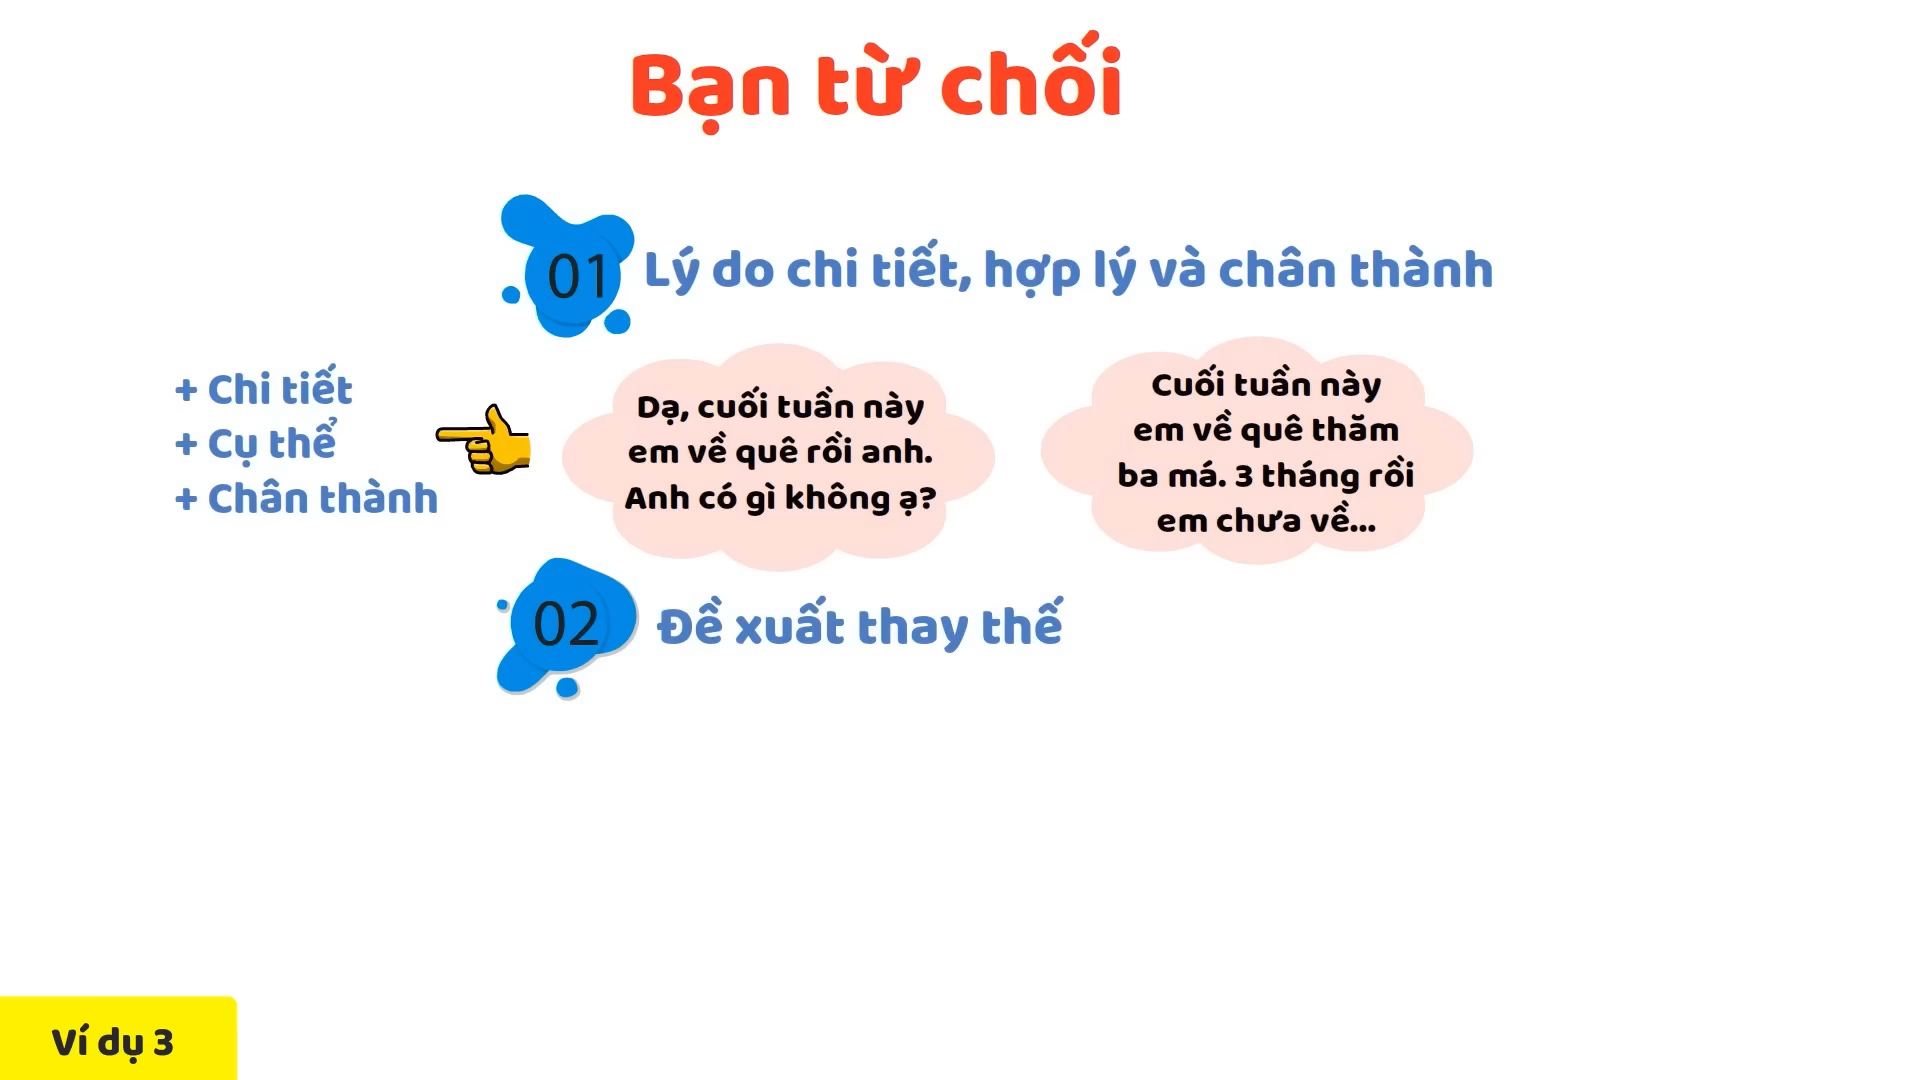 Bạn từ chối
01 Lý do chi tiết, hợp lý và chân thành
+ Chi tiết
+ Cụ thể
+ Chân thành
Dạ, cuối tuần này
em về quê rồi anh.
Anh có gì không ạ?
Cuối tuần này
em về quê thăm
ba má. 3 tháng rồi
em chưa về...
02 Đề xuất thay thế
Ví dụ 3